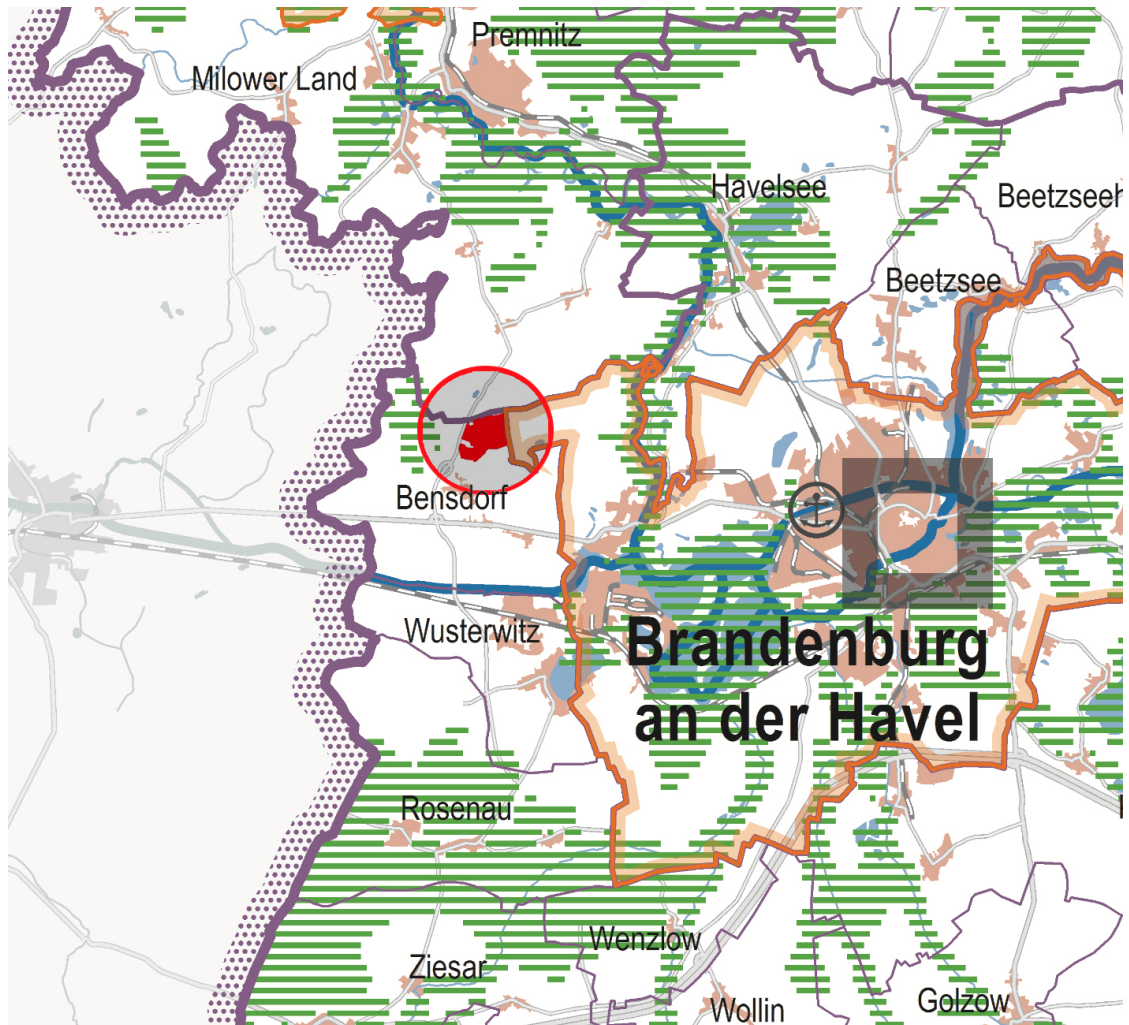 Premnitz
Milower Land
Havelsee
Beetzseeh
Beetzsee
Bensdorf
Wusterwitz
Brandenburg
an der Havel
Rosenau
Wenzlow
Ziesar
Wollin
Golzow